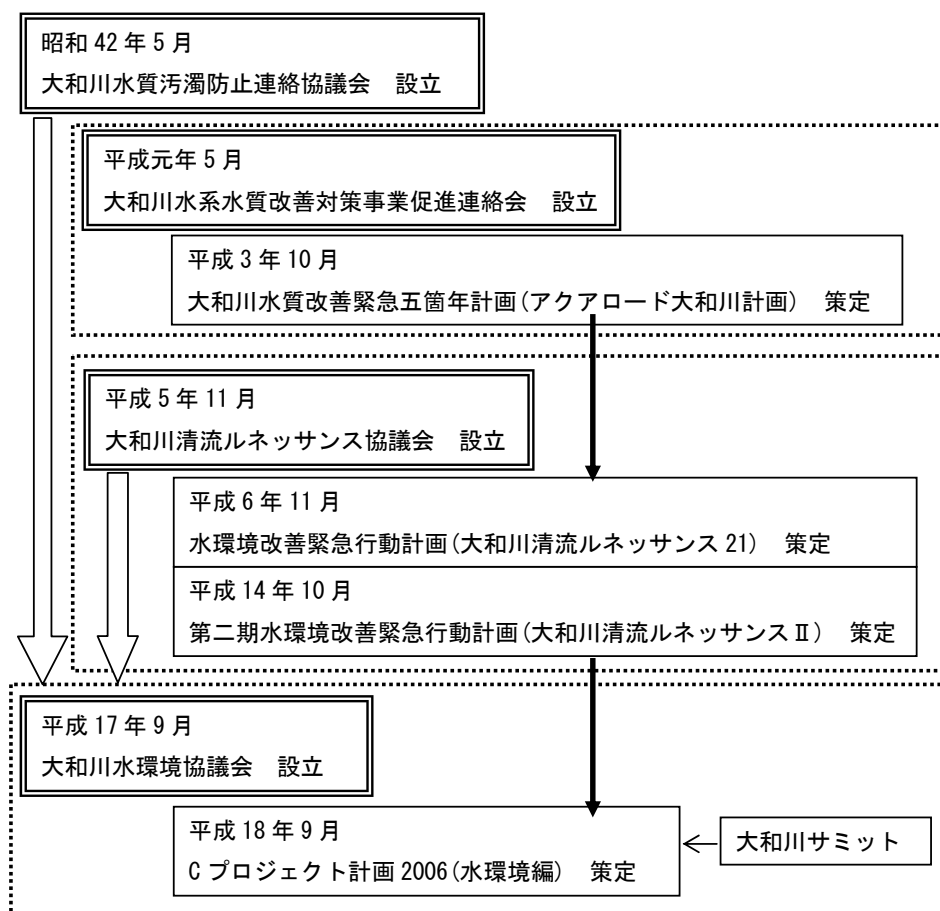 昭和 42 年 5 月
大和川水質汚濁防止連絡協議会　設立
平成元年 5 月
大和川水系水質改善対策事業促進連絡会　設立
平成 3 年 10 月
大和川水質改善緊急五箇年計画(アクアロード大和川計画)　策定
平成 5 年 11 月
大和川清流ルネッサンス協議会　設立
平成 6 年 11 月
水環境改善緊急行動計画(大和川清流ルネッサンス 21)　策定
平成 14 年 10 月
第二期水環境改善緊急行動計画(大和川清流ルネッサンスⅡ)　策定
平成 17 年 9 月
大和川水環境協議会　設立
平成 18 年 9 月
C プロジェクト計画 2006(水環境編)　策定
大和川サミット